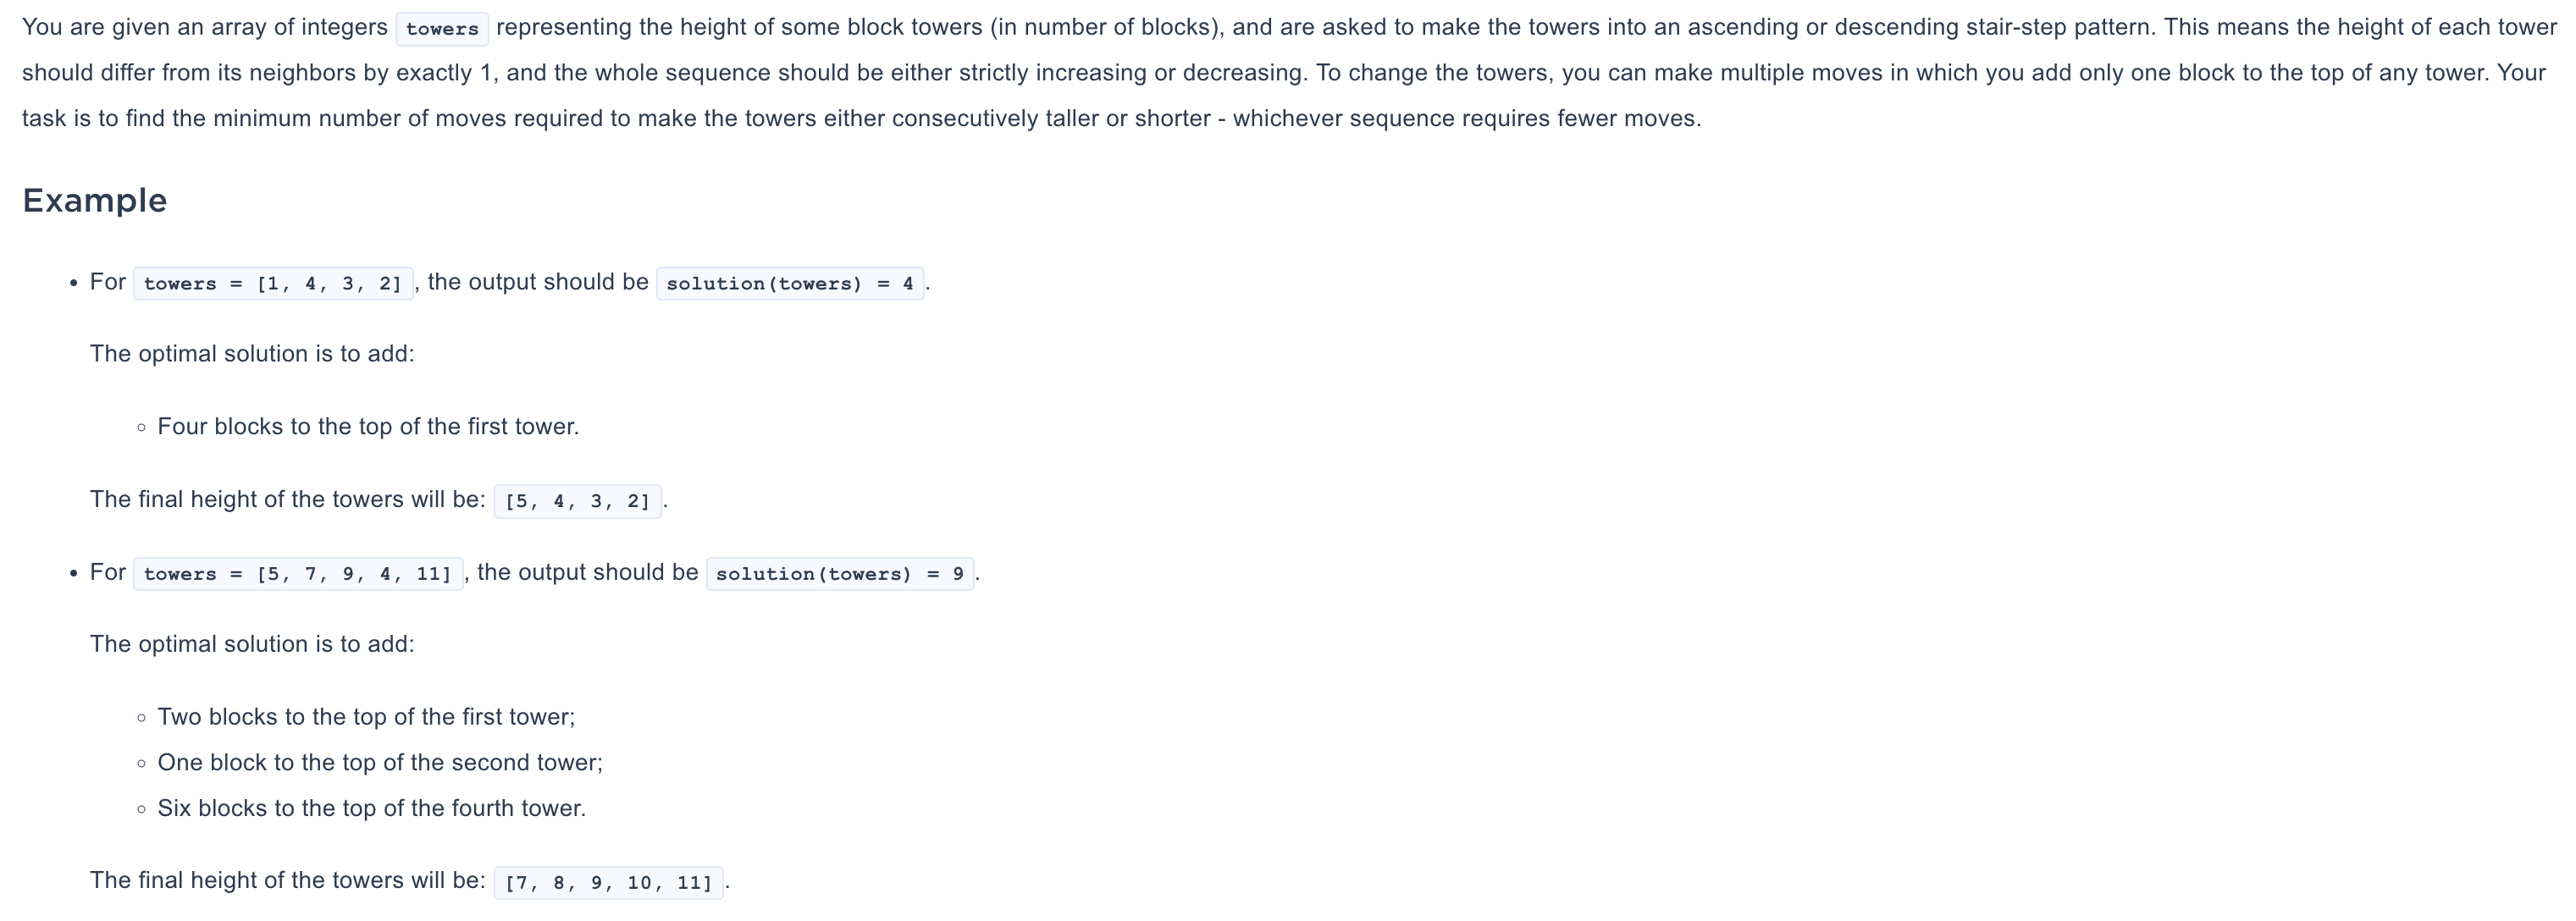 You are given an array of integers towers representing the height of some block towers (in number of blocks), and are asked to make the towers into an ascending or descending stair-step pattern. This means the height of each tower
should differ from its neighbors by exactly 1, and the whole sequence should be either strictly increasing or decreasing. To change the towers, you can make multiple moves in which you add only one block to the top of any tower. Your
task is to find the minimum number of moves required to make the towers either consecutively taller or shorter - whichever sequence requires fewer moves.
Example
• For towers = [1, 4, 3, 2], the output should be solution(towers) = 4.
The optimal solution is to add:
◦ Four blocks to the top of the first tower.
The final height of the towers will be: [5, 4, 3, 2].
• For towers = [5, 7, 9, 4, 11], the output should be solution(towers) = 9.
The optimal solution is to add:
◦ Two blocks to the top of the first tower;
◦ One block to the top of the second tower;
◦ Six blocks to the top of the fourth tower.
The final height of the towers will be: [7, 8, 9, 10, 11].